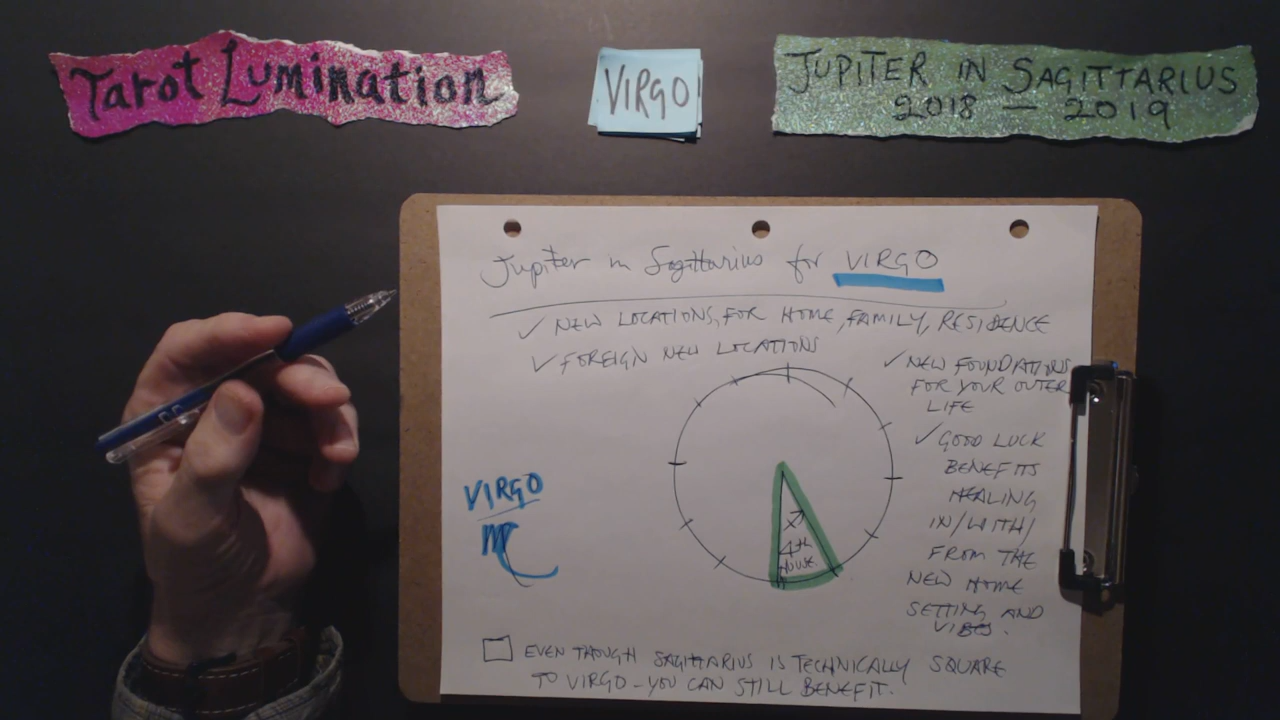 Tarot Lumination
VIRGO
JUPITER IN SAGITTARIUS
2018 — 2019
Jupiter in Sagittarius for VIRGO
✓ NEW LOCATIONS, FOR HOME, FAMILY, RESIDENCE
✓ FOREIGN NEW LOCATIONS
✓ NEW FOUNDATIONS
FOR YOUR OUTER
LIFE
✓ GOOD LUCK
BENEFITS
HEALING
IN/WITH/
FROM THE
NEW HOME
SETTING AND
VIBES.
VIRGO
♍
♐
4th
HOUSE
□ EVEN THOUGH SAGITTARIUS IS TECHNICALLY SQUARE
TO VIRGO - YOU CAN STILL BENEFIT.